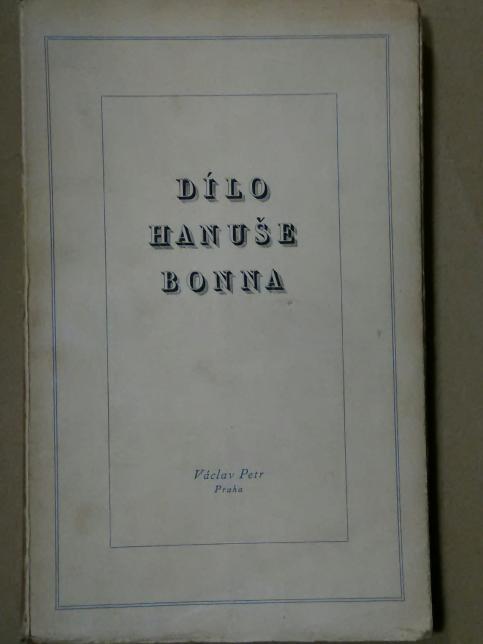 DÍLO
HANUŠE
BONNA
Václav Petr
Praha